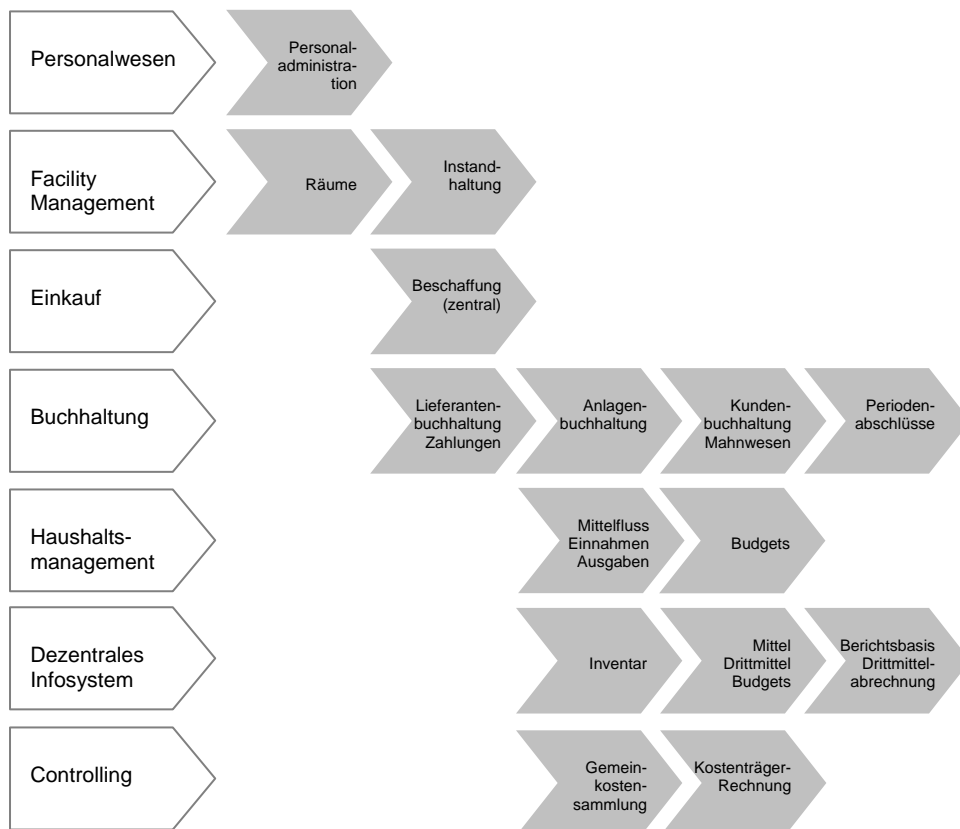 Personalwesen
Personal-
administra-
tion
Facility
Management
Räume
Instand-
haltung
Einkauf
Beschaffung
(zentral)
Buchhaltung
Lieferanten-
buchhaltung
Zahlungen
Anlagen-
buchhaltung
Kunden-
buchhaltung
Mahnwesen
Perioden-
abschlüsse
Haushalts-
management
Mittelfluss
Einnahmen
Ausgaben
Budgets
Dezentrales
Infosystem
Inventar
Mittel
Drittmittel
Budgets
Berichtsbasis
Drittmittel-
abrechnung
Controlling
Gemein-
kosten-
sammlung
Kostenträger-
Rechnung